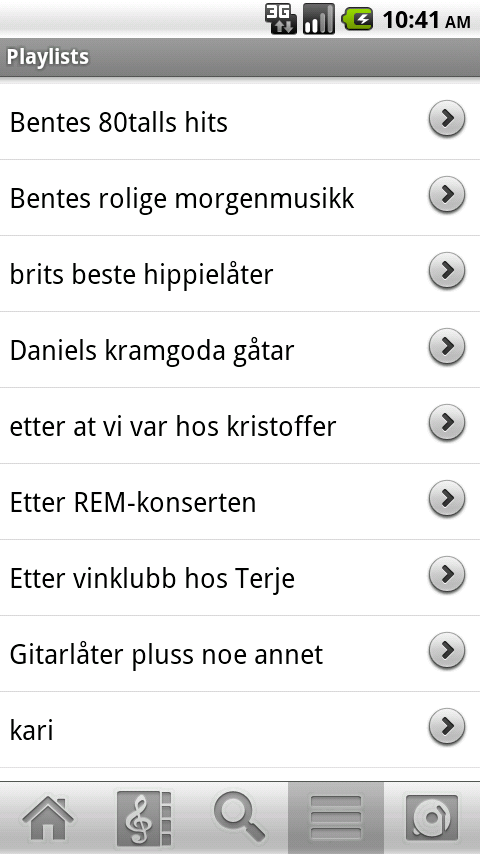 3G
10:41 AM
Playlists
Bentes 80talls hits
Bentes rolige morgenmusikk
brits beste hippielåter
Daniels kramgoda gåtar
etter at vi var hos kristoffer
Etter REM-konserten
Etter vinklubb hos Terje
Gitarlåter pluss noe annet
kari